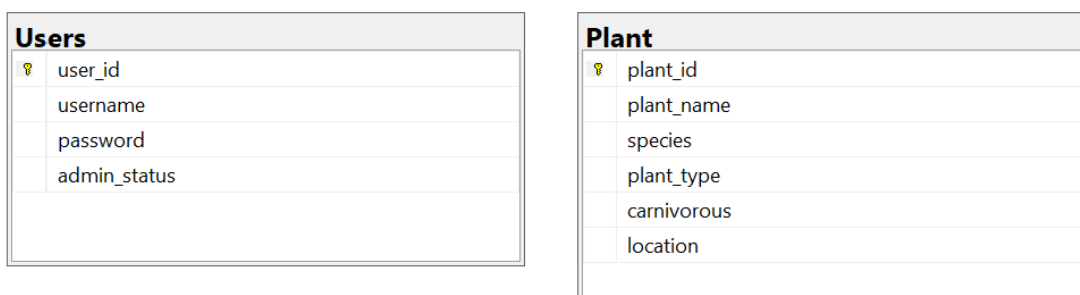 Users
user_id
username
password
admin_status
Plant
plant_id
plant_name
species
plant_type
carnivorous
location